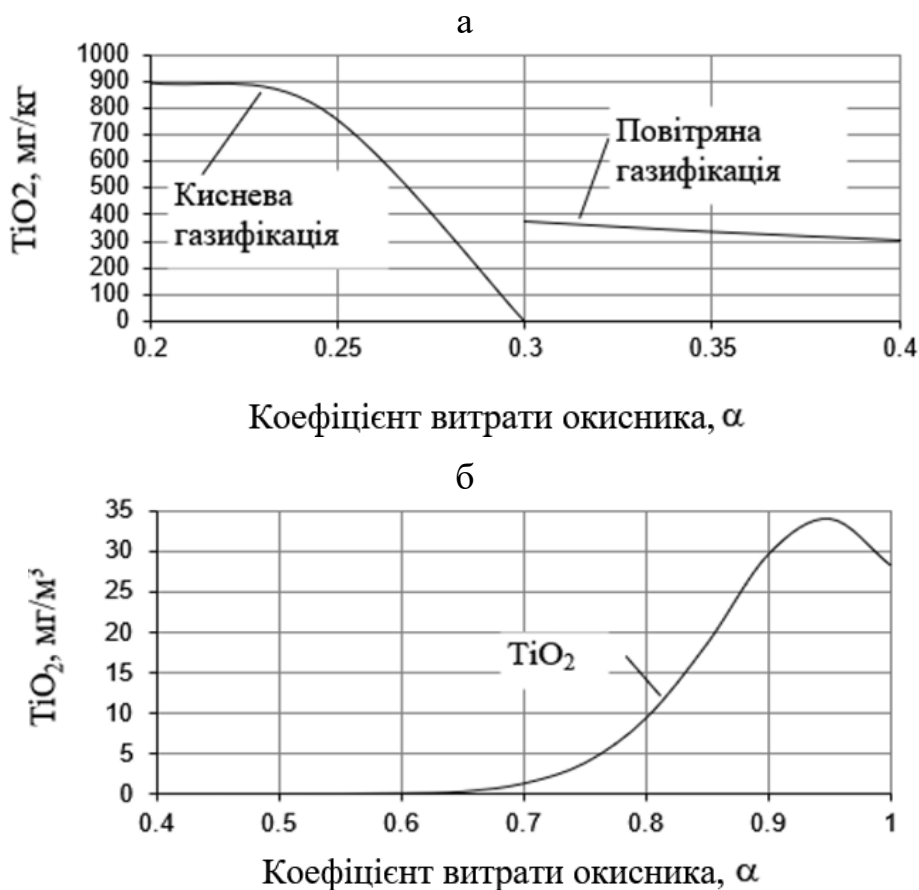 а
TiO2, мг/кг
1000
900
800
700
600
500
400
300
200
100
0
Киснева
газифікація
Повітряна
газифікація
0.2 0.25 0.3 0.35 0.4
Коефіцієнт витрати окисника, α
б
TiO₂, мг/м³
35
30
25
20
15
10
5
0
TiO₂
0.4 0.5 0.6 0.7 0.8 0.9 1
Коефіцієнт витрати окисника, α